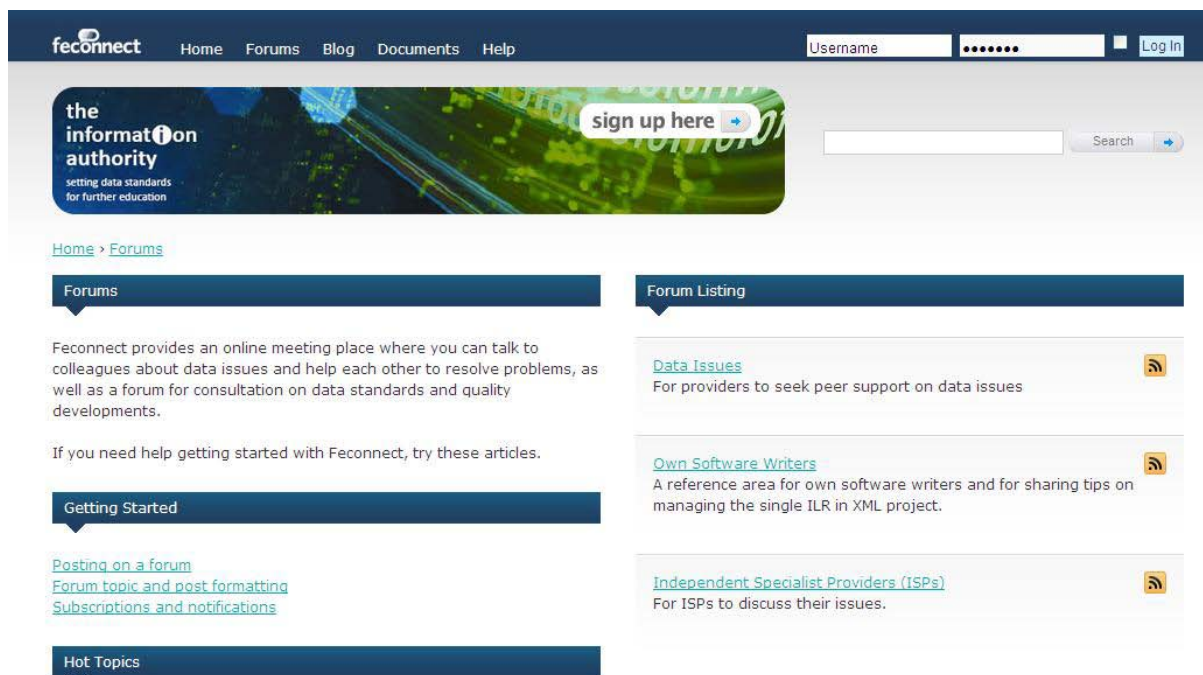 feconnect
Home Forums Blog Documents Help
Username
•••••••
Log In
the
information
authority
setting data standards
for further education
sign up here
Search
Home › Forums
Forums
Feconnect provides an online meeting place where you can talk to
colleagues about data issues and help each other to resolve problems, as
well as a forum for consultation on data standards and quality
developments.
If you need help getting started with Feconnect, try these articles.
Getting Started
Posting on a forum
Forum topic and post formatting
Subscriptions and notifications
Hot Topics
Forum Listing
Data Issues
For providers to seek peer support on data issues
Own Software Writers
A reference area for own software writers and for sharing tips on
managing the single ILR in XML project.
Independent Specialist Providers (ISPs)
For ISPs to discuss their issues.